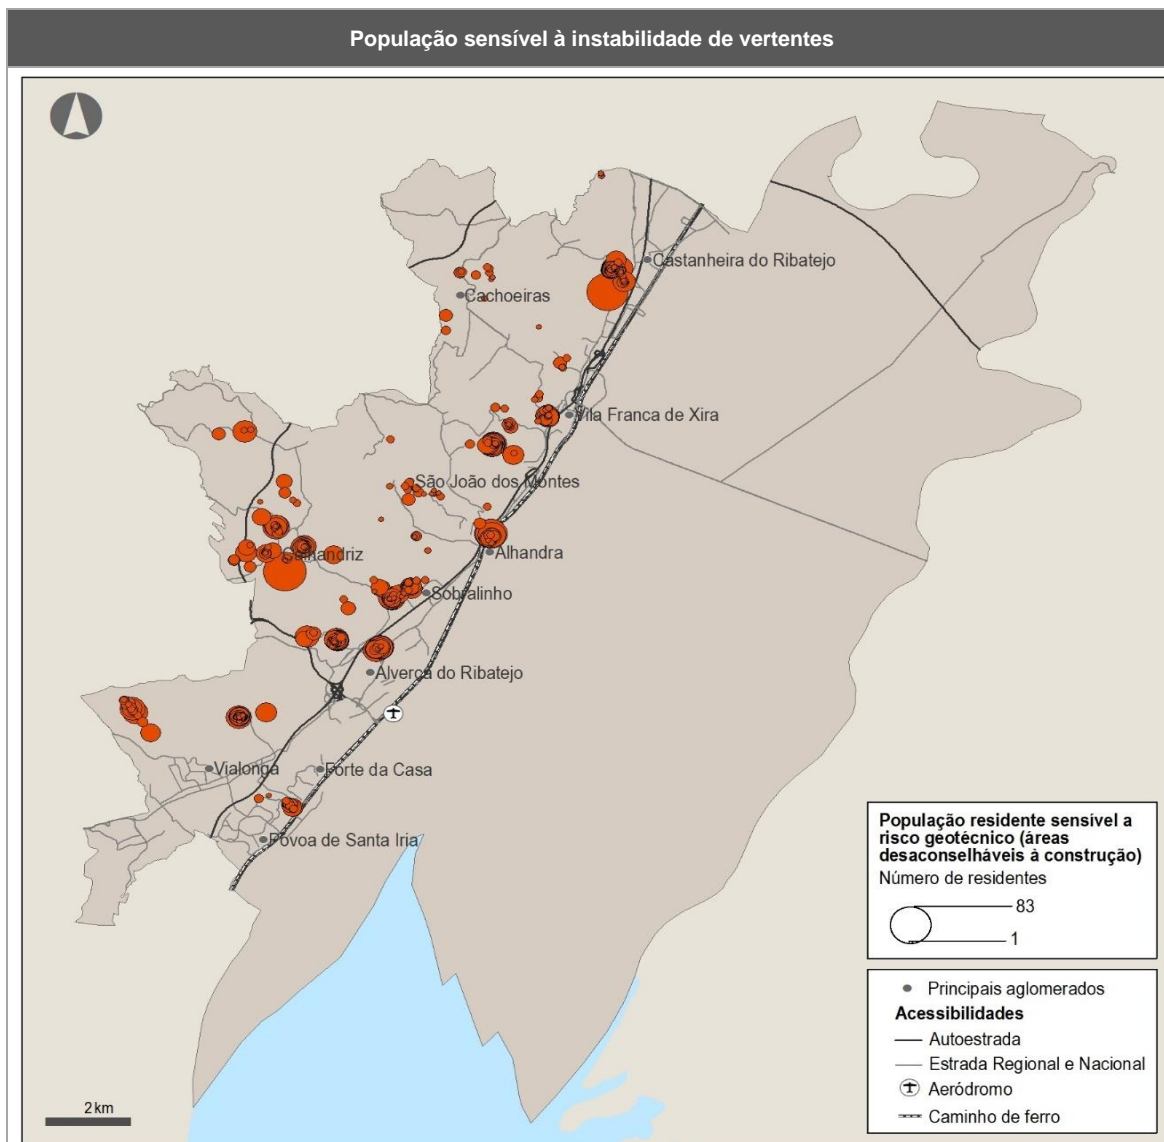 População sensível à instabilidade de vertentes
Castanheira do Ribatejo
Cachoeiras
Vila Franca de Xira
São João dos Montes
Calhandriz
Alhandra
Sobralinho
Alverca do Ribatejo
Vialonga
Forte da Casa
Póvoa de Santa Iria
População residente sensível a
risco geotécnico (áreas
desaconselháveis à construção)
Número de residentes
83
1
Principais aglomerados
Acessibilidades
Autoestrada
Estrada Regional e Nacional
Aeródromo
Caminho de ferro
2 km